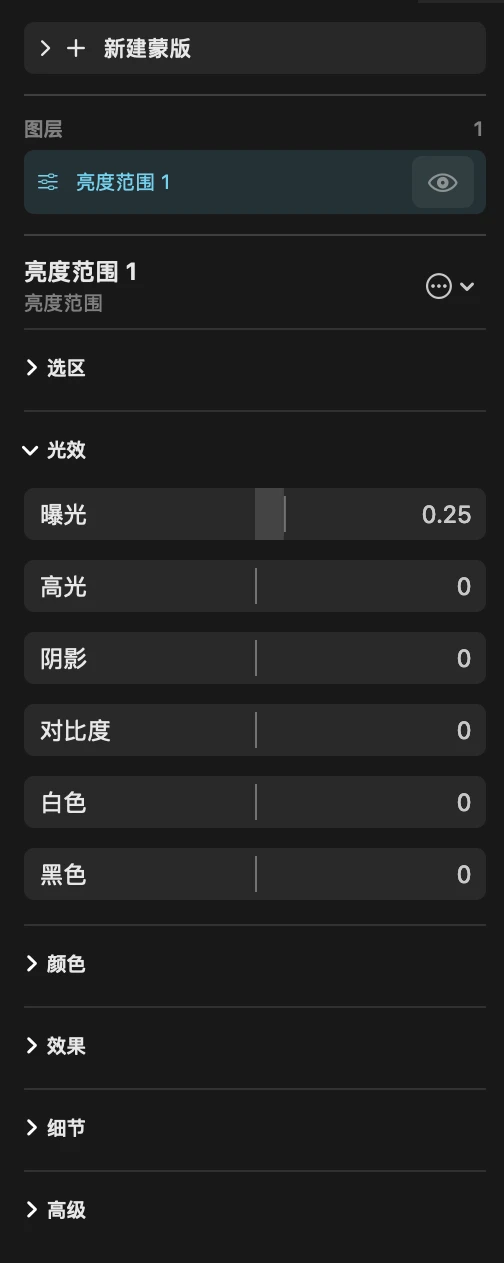 新建蒙版
图层 1
亮度范围 1
亮度范围 1
亮度范围
选区
光效
曝光 0.25
高光 0
阴影 0
对比度 0
白色 0
黑色 0
颜色
效果
细节
高级